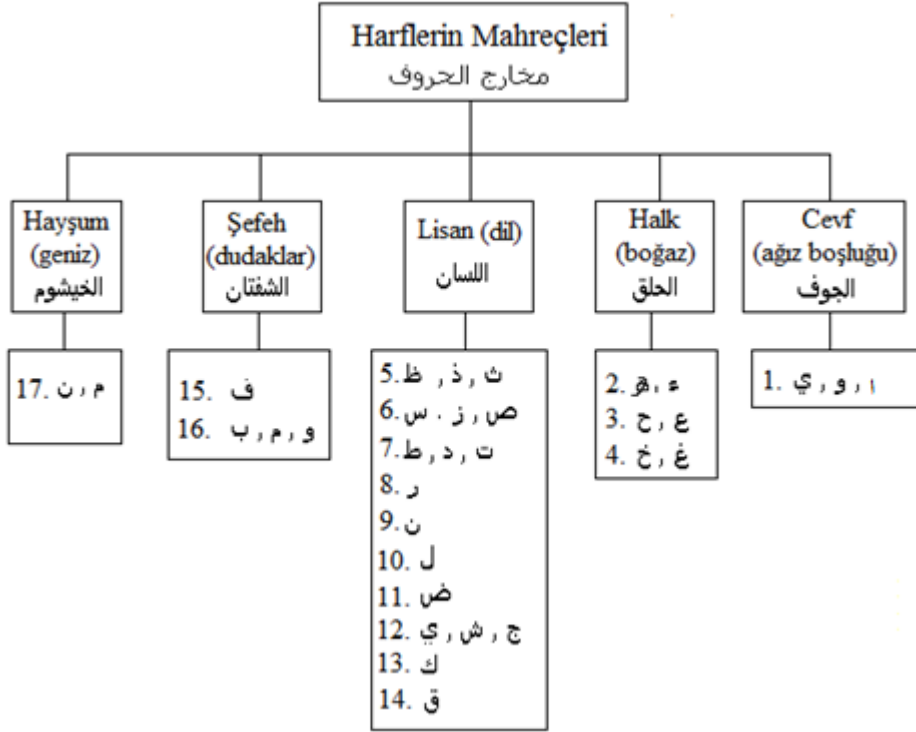 Harflerin Mahreçleri
مخارج الحروف
Hayşum
(geniz)
الخيشوم
17. م , ن
Şefeh
(dudaklar)
الشفتان
15. ف
16. و , م , ب
Lisan (dil)
اللسان
5. ث , ذ , ظ
6. ص , ز . س
7. ت , د , ط
8. ر
9. ن
10. ل
11. ض
12. ج , ش , ي
13. ك
14. ق
Halk
(boğaz)
الحلق
2. ء ، ه
3. ع , ح
4. غ , خ
Cevf
(ağız boşluğu)
الجوف
1. ا , و , ي